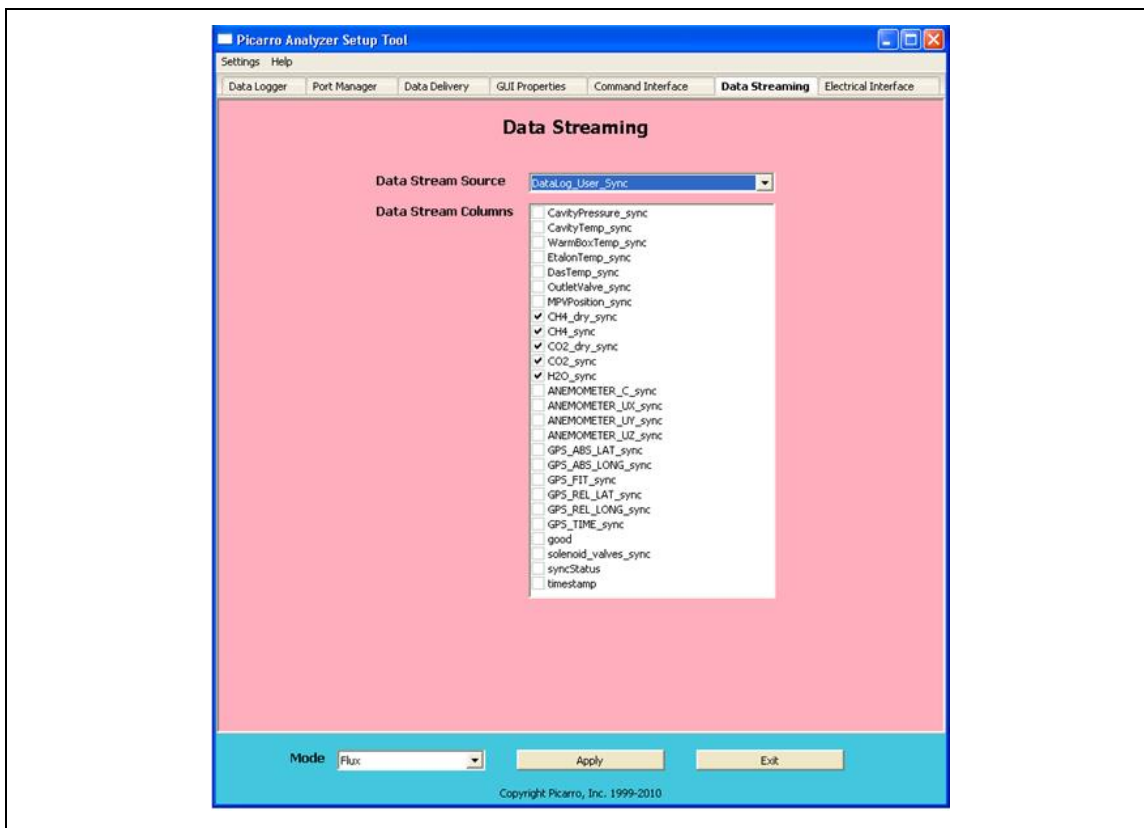 Picarro Analyzer Setup Tool
Settings Help
Data Logger Port Manager Data Delivery GUI Properties Command Interface Data Streaming Electrical Interface
Data Streaming
Data Stream Source DataLog_User_Sync
Data Stream Columns
CavityPressure_sync
CavityTemp_sync
WarmBoxTemp_sync
EtalonTemp_sync
DasTemp_sync
OutletValve_sync
MPVPosition_sync
CH4_dry_sync
CH4_sync
CO2_dry_sync
CO2_sync
H2O_sync
ANEMOMETER_C_sync
ANEMOMETER_UX_sync
ANEMOMETER_UY_sync
ANEMOMETER_UZ_sync
GPS_ABS_LAT_sync
GPS_ABS_LONG_sync
GPS_FIT_sync
GPS_REL_LAT_sync
GPS_REL_LONG_sync
GPS_TIME_sync
good
solenoid_valves_sync
syncStatus
timestamp
Mode Flux Apply Exit
Copyright Picarro, Inc. 1999-2010